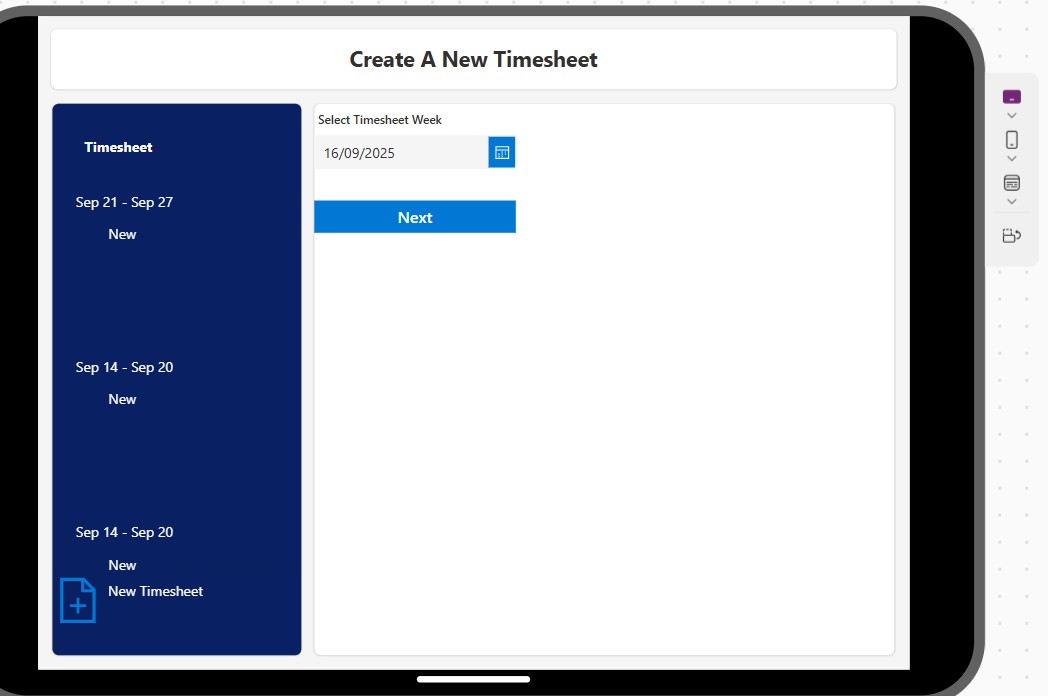 Create A New Timesheet
Timesheet
Sep 21 - Sep 27
New
Sep 14 - Sep 20
New
Sep 14 - Sep 20
New
New Timesheet
Select Timesheet Week
16/09/2025
Next